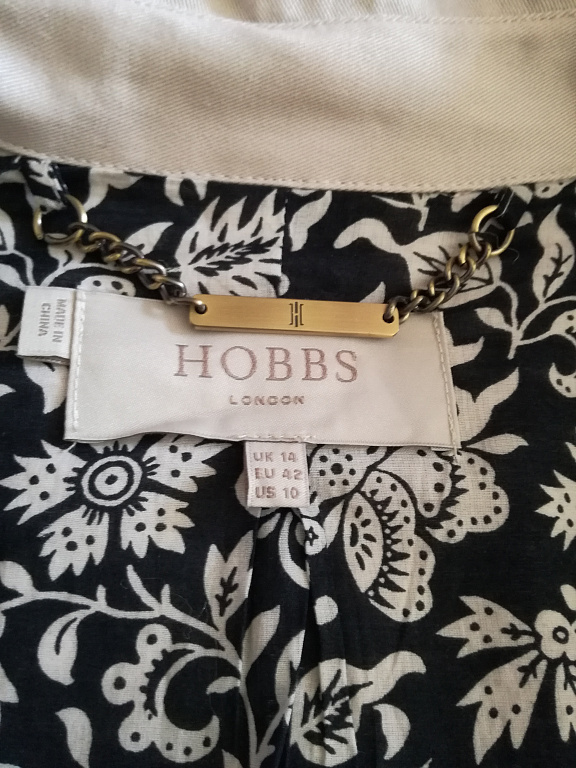 MADE IN
CHINA
HOBBS
LONDON
UK 14
EU 42
US 10